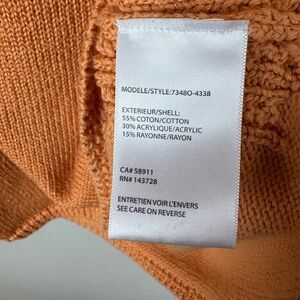 MODELE/STYLE:7348O-4338
EXTERIEUR/SHELL:
55% COTON/COTTON
30% ACRYLIQUE/ACRYLIC
15% RAYONNE/RAYON
CA# 58911
RN# 143728
ENTRETIEN VOIR L'ENVERS
SEE CARE ON REVERSE